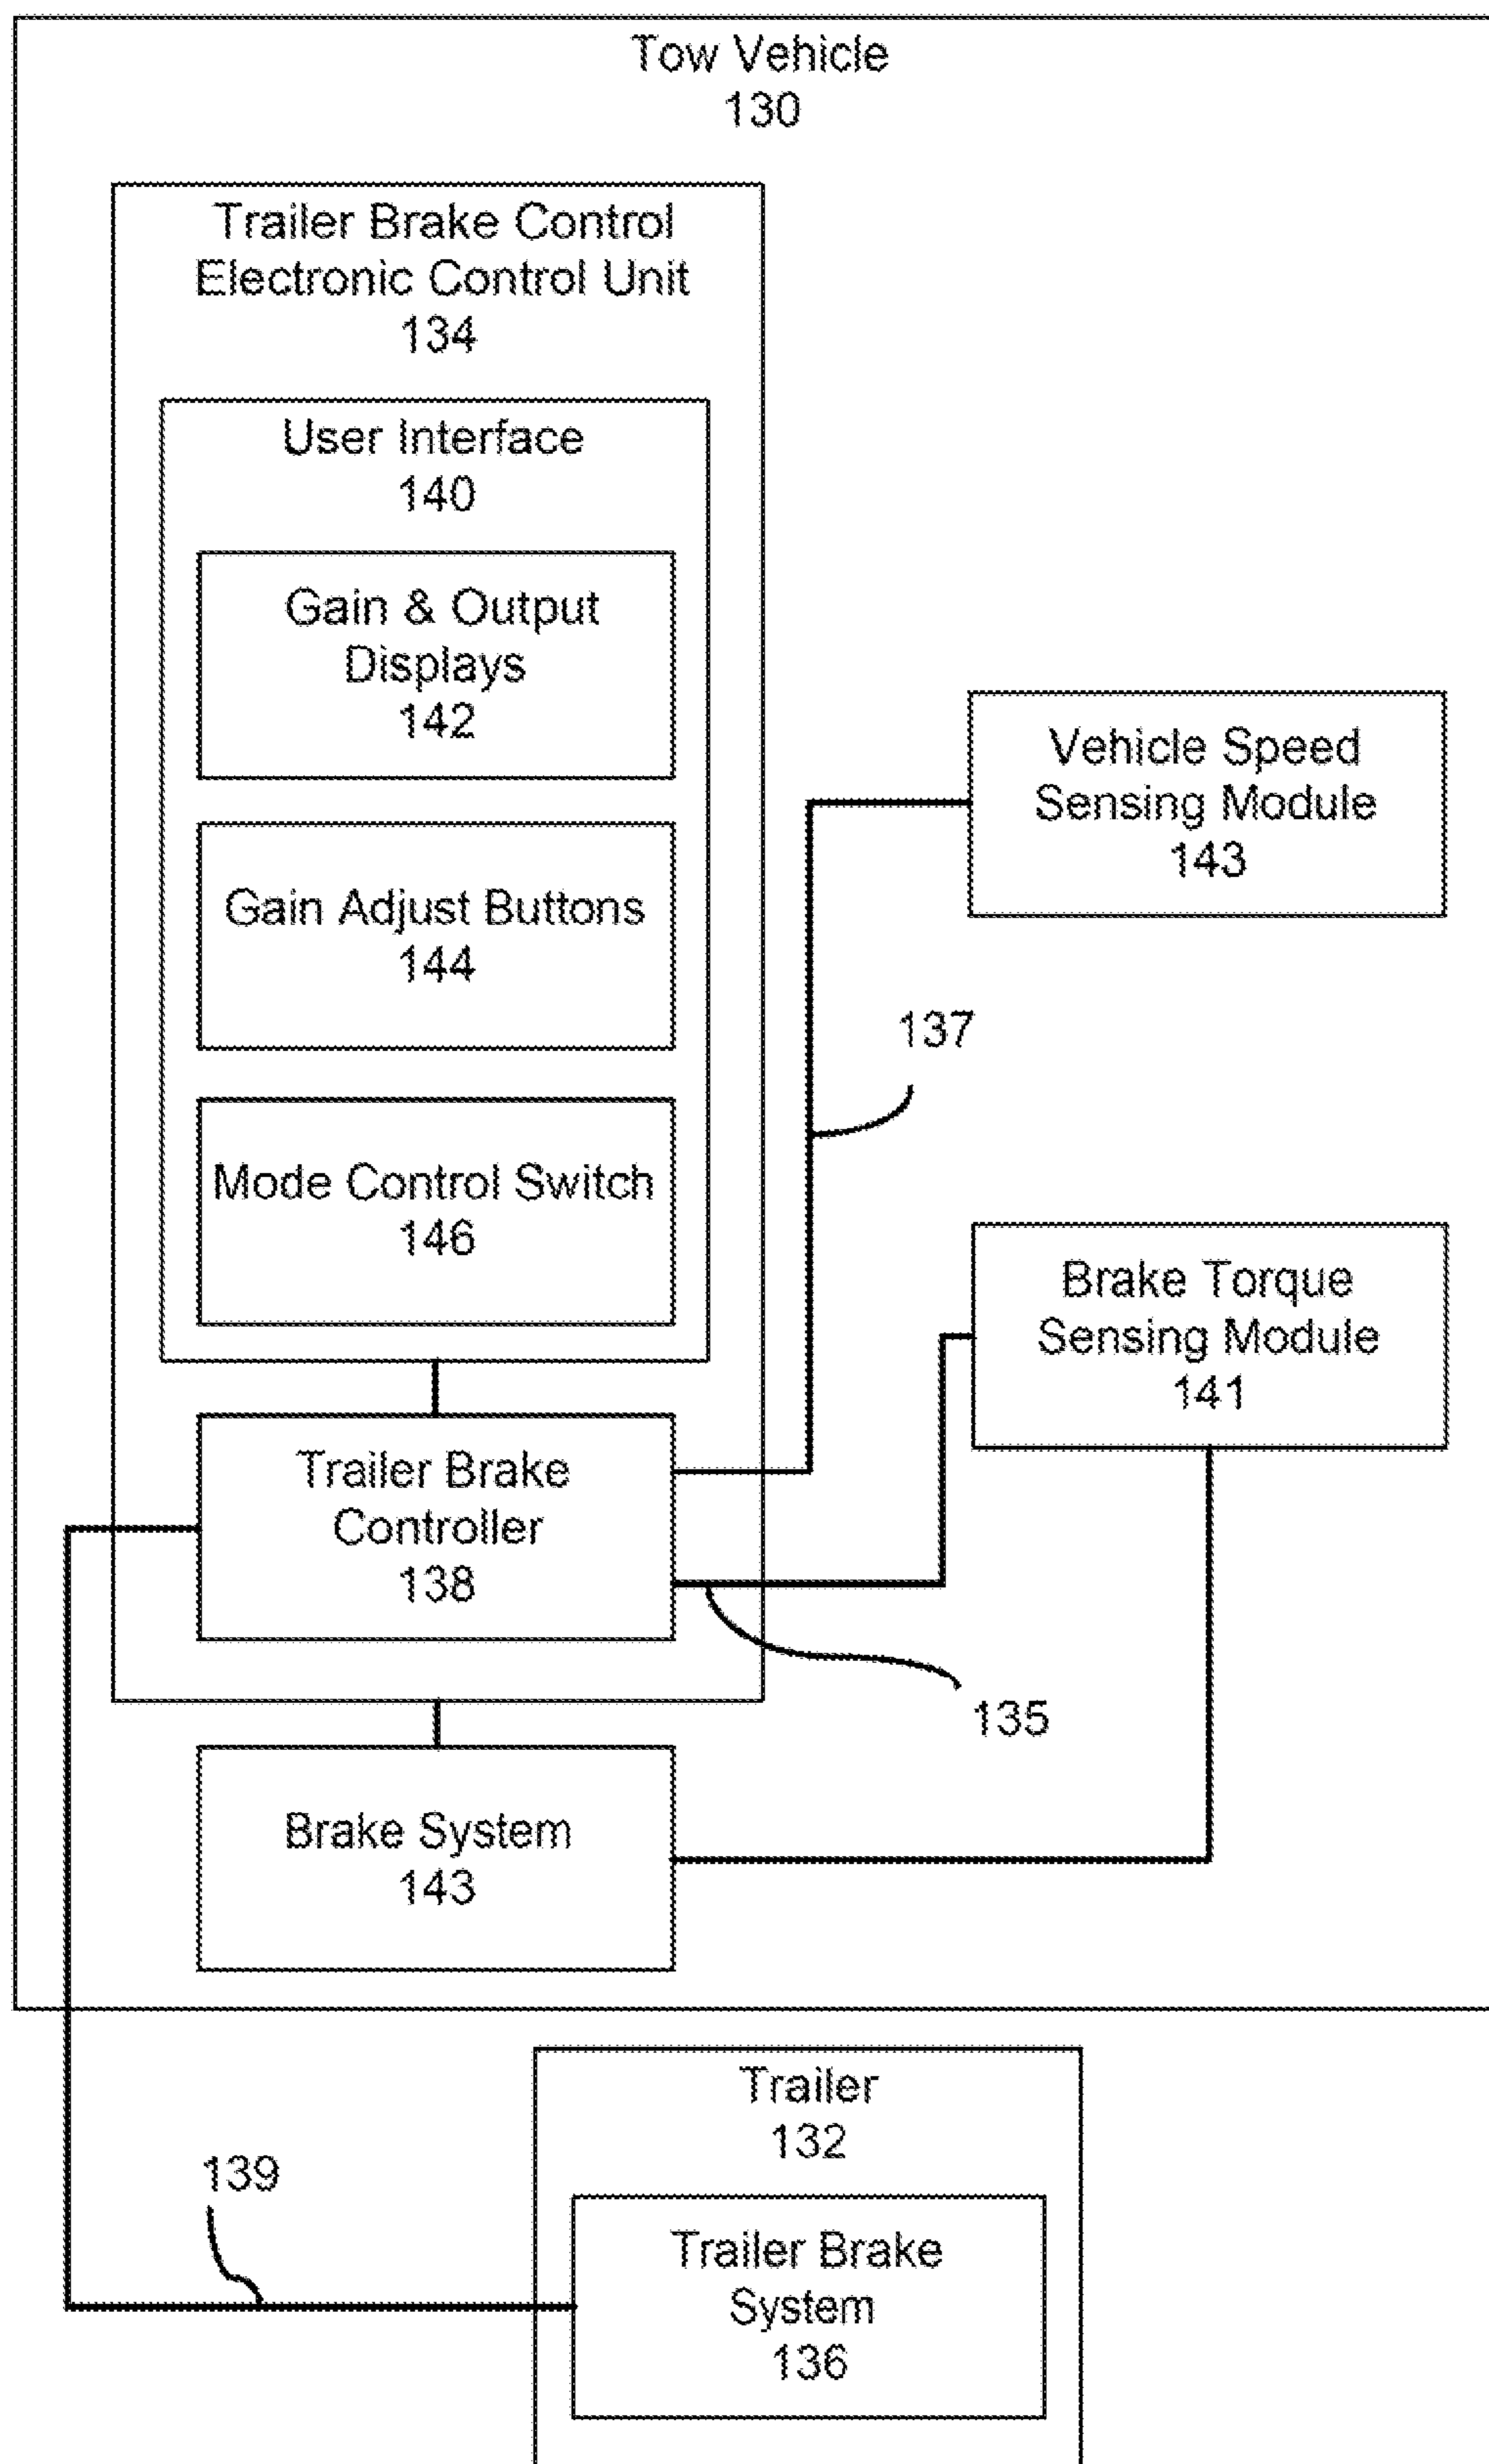 Tow Vehicle
130
Trailer Brake Control
Electronic Control Unit
134
User Interface
140
Gain & Output
Displays
142
Gain Adjust Buttons
144
Mode Control Switch
146
Vehicle Speed
Sensing Module
143
137
Brake Torque
Sensing Module
141
Trailer Brake
Controller
138
135
Brake System
143
Trailer
132
139
Trailer Brake
System
136